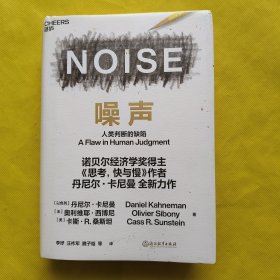 CHEERS
湛庐
NOISE
噪声
人类判断的缺陷
A Flaw in Human Judgment
诺贝尔经济学奖得主
《思考，快与慢》作者
丹尼尔·卡尼曼 全新力作
[以色列] 丹尼尔·卡尼曼 Daniel Kahneman
[法] 奥利维耶·西博尼 Olivier Sibony 著
[美] 卡斯·R.桑斯坦 Cass R. Sunstein
李纾 汪祚军 魏子晗 等 译
浙江教育出版社